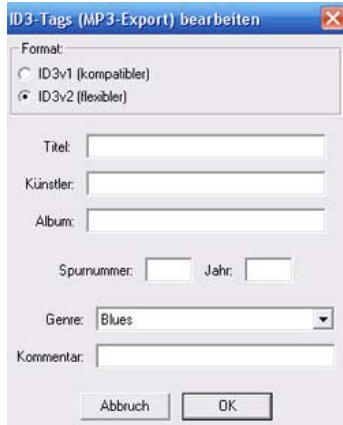 ID3-Tags (MP3-Export) bearbeiten
Format:
ID3v1 (kompatibler)
ID3v2 (flexibler)
Titel:
Künstler:
Album:
Spurnummer: Jahr:
Genre: Blues
Kommentar:
Abbruch OK